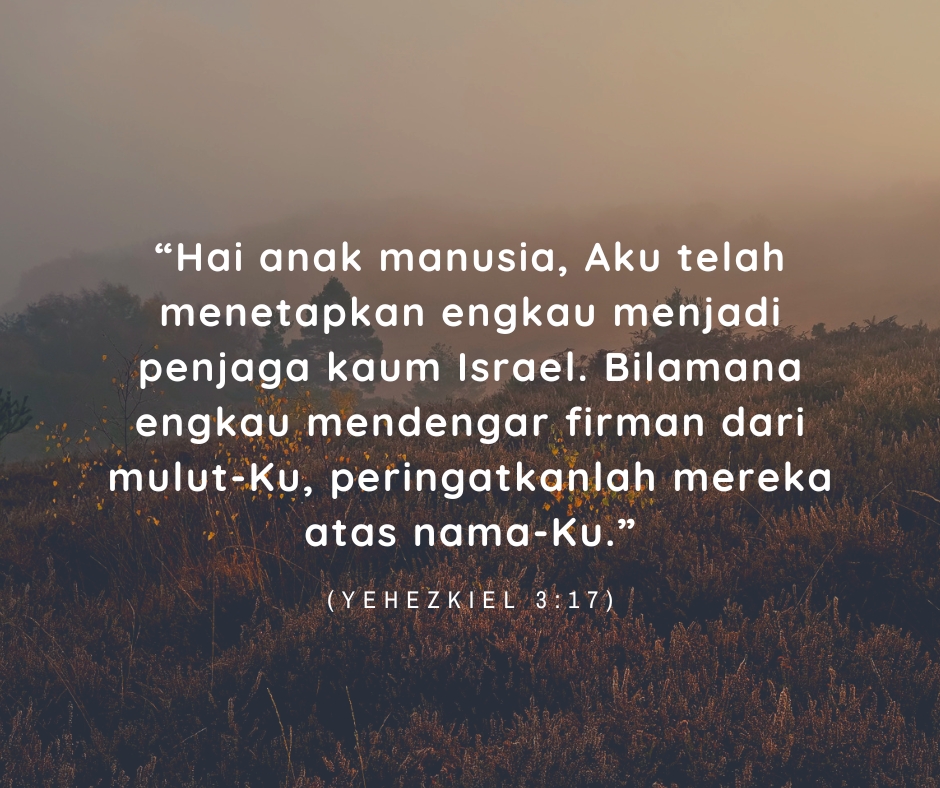 “Hai anak manusia, Aku telah
menetapkan engkau menjadi
penjaga kaum Israel. Bilamana
engkau mendengar firman dari
mulut-Ku, peringatkanlah mereka
atas nama-Ku.”
(YEHEZKIEL 3:17)